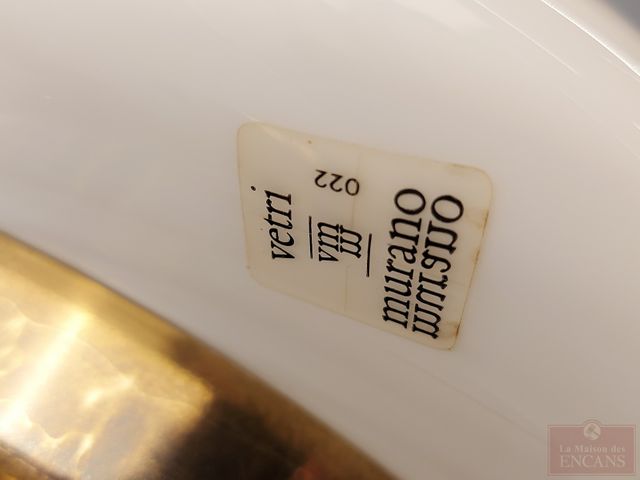 vetri
022
vm
murano
murano
La Maison des
ENCANS